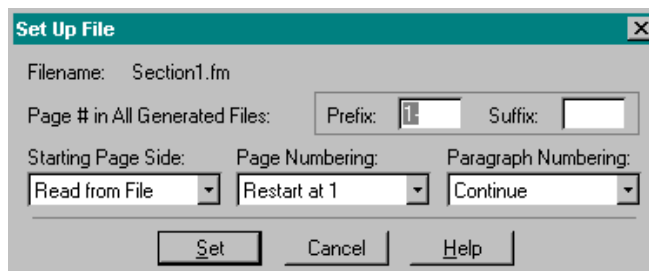 Set Up File
Filename: Section1.fm
Page # in All Generated Files: Prefix: 1- Suffix:
Starting Page Side: Page Numbering: Paragraph Numbering:
Read from File Restart at 1 Continue
Set Cancel Help